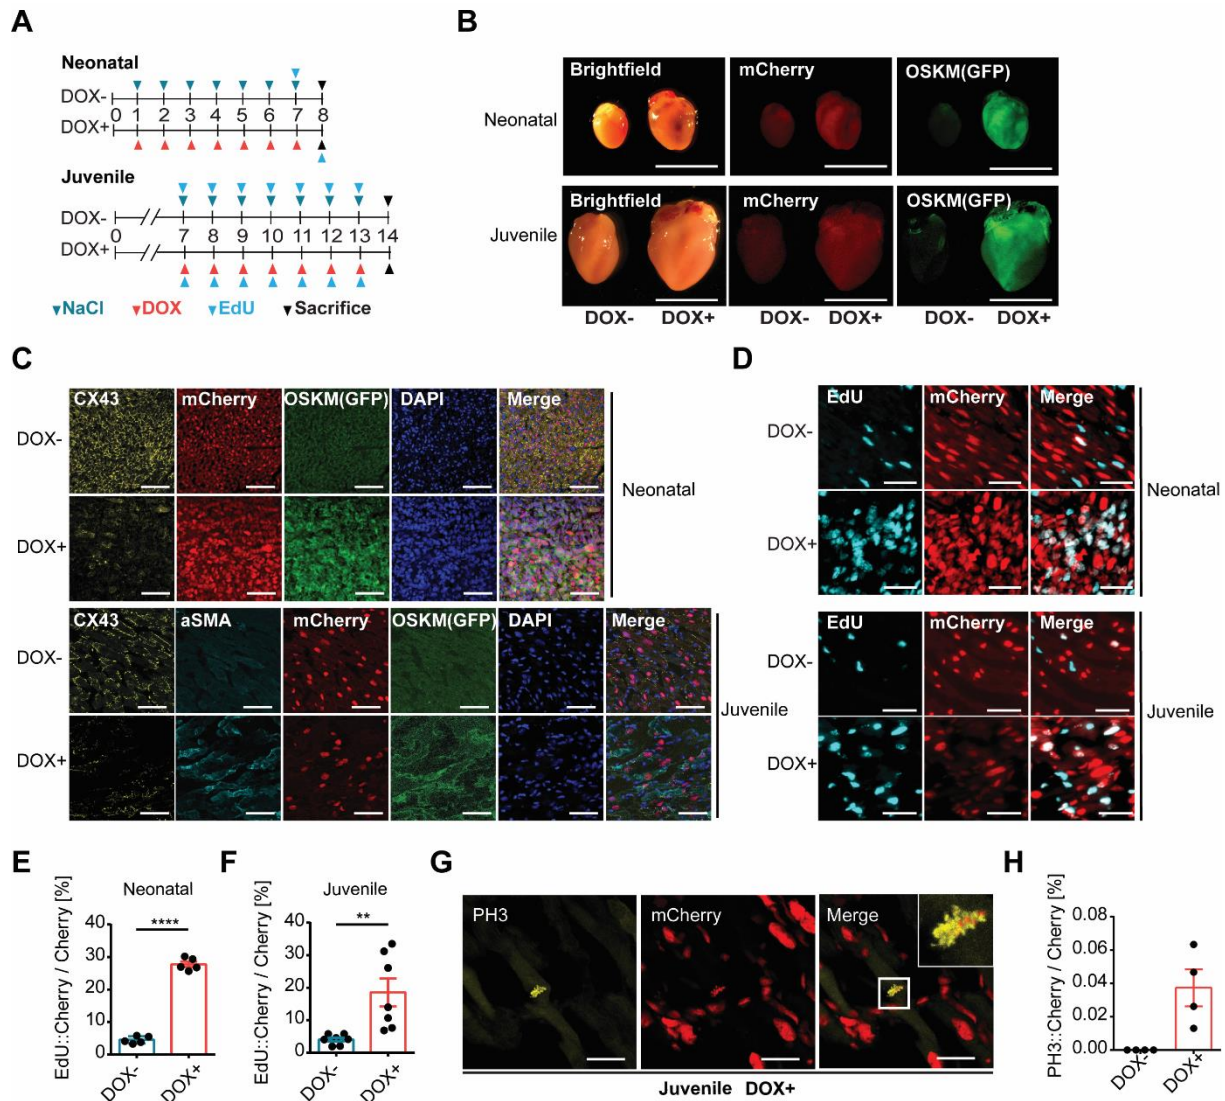 A
Neonatal
DOX-
0 1 2 3 4 5 6 7 8
DOX+
Juvenile
DOX-
0 7 8 9 10 11 12 13 14
DOX+
NaCl DOX EdU Sacrifice
B
Brightfield mCherry OSKM(GFP)
Neonatal
Brightfield mCherry OSKM(GFP)
Juvenile
DOX- DOX+ DOX- DOX+ DOX- DOX+
C
CX43 mCherry OSKM(GFP) DAPI Merge
DOX-
Neonatal
DOX+
CX43 aSMA mCherry OSKM(GFP) DAPI Merge
DOX-
Juvenile
DOX+
D
EdU mCherry Merge
DOX-
Neonatal
DOX+
EdU mCherry Merge
DOX-
Juvenile
DOX+
E
Neonatal
EdU::Cherry / Cherry [%]
40
30
20
10
0
****
DOX- DOX+
F
Juvenile
EdU::Cherry / Cherry [%]
40
30
20
10
0
**
DOX- DOX+
G
PH3 mCherry Merge
Juvenile DOX+
H
PH3::Cherry / Cherry [%]
0.08
0.06
0.04
0.02
0.00
DOX- DOX+